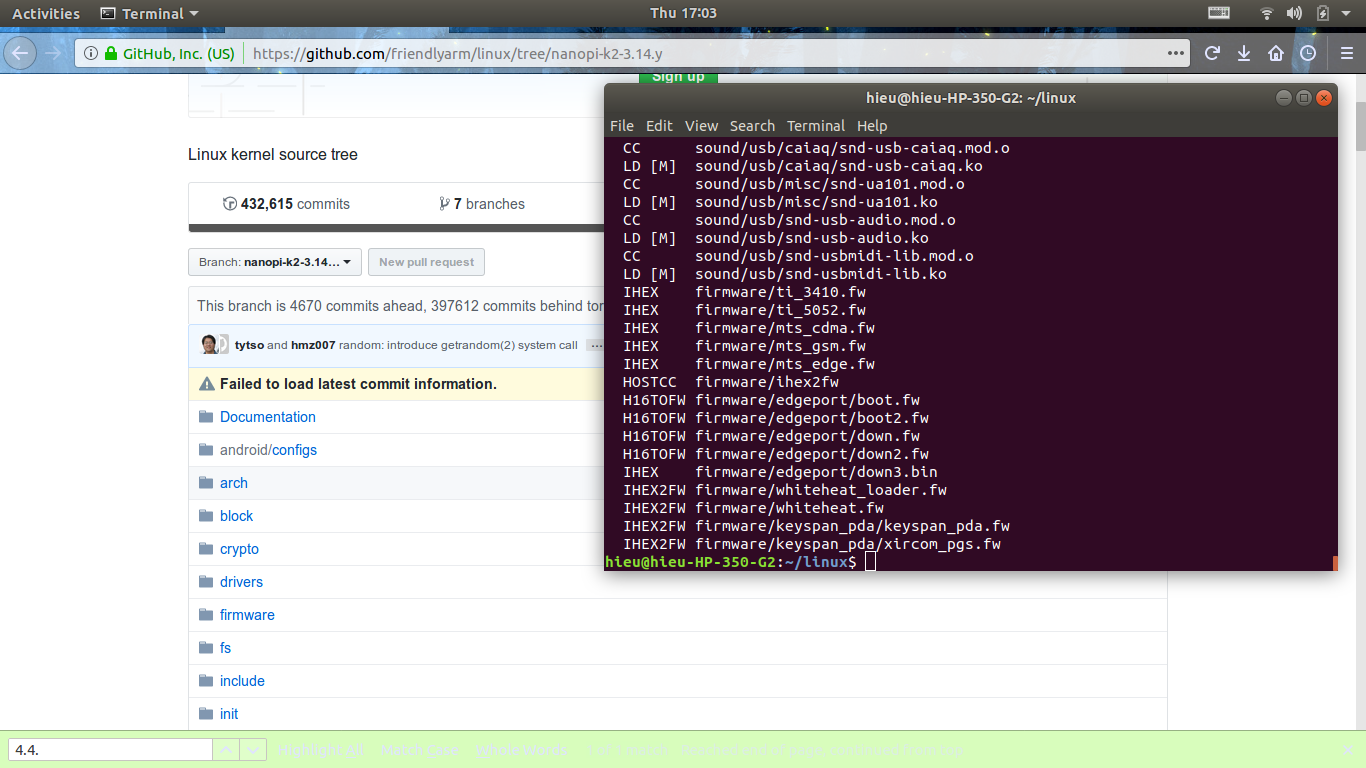 Activities Terminal Thu 17:03
GitHub, Inc. (US) https://github.com/friendlyarm/linux/tree/nanopi-k2-3.14.y
Sign up
Linux kernel source tree
432,615 commits 7 branches
Branch: nanopi-k2-3.14… New pull request
This branch is 4670 commits ahead, 397612 commits behind tor
tytso and hmz007 random: introduce getrandom(2) system call …
Failed to load latest commit information.
Documentation
android/configs
arch
block
crypto
drivers
firmware
fs
include
init
hieu@hieu-HP-350-G2: ~/linux
File Edit View Search Terminal Help
CC sound/usb/caiaq/snd-usb-caiaq.mod.o
LD [M] sound/usb/caiaq/snd-usb-caiaq.ko
CC sound/usb/misc/snd-ua101.mod.o
LD [M] sound/usb/misc/snd-ua101.ko
CC sound/usb/snd-usb-audio.mod.o
LD [M] sound/usb/snd-usb-audio.ko
CC sound/usb/snd-usbmidi-lib.mod.o
LD [M] sound/usb/snd-usbmidi-lib.ko
IHEX firmware/ti_3410.fw
IHEX firmware/ti_5052.fw
IHEX firmware/mts_cdma.fw
IHEX firmware/mts_gsm.fw
IHEX firmware/mts_edge.fw
HOSTCC firmware/ihex2fw
H16TOFW firmware/edgeport/boot.fw
H16TOFW firmware/edgeport/boot2.fw
H16TOFW firmware/edgeport/down.fw
H16TOFW firmware/edgeport/down2.fw
IHEX firmware/edgeport/down3.bin
IHEX2FW firmware/whiteheat_loader.fw
IHEX2FW firmware/whiteheat.fw
IHEX2FW firmware/keyspan_pda/keyspan_pda.fw
IHEX2FW firmware/keyspan_pda/xircom_pgs.fw
hieu@hieu-HP-350-G2:~/linux$
4.4. Highlight All Match Case Whole Words 1 of 1 match Reached end of page, continued from top